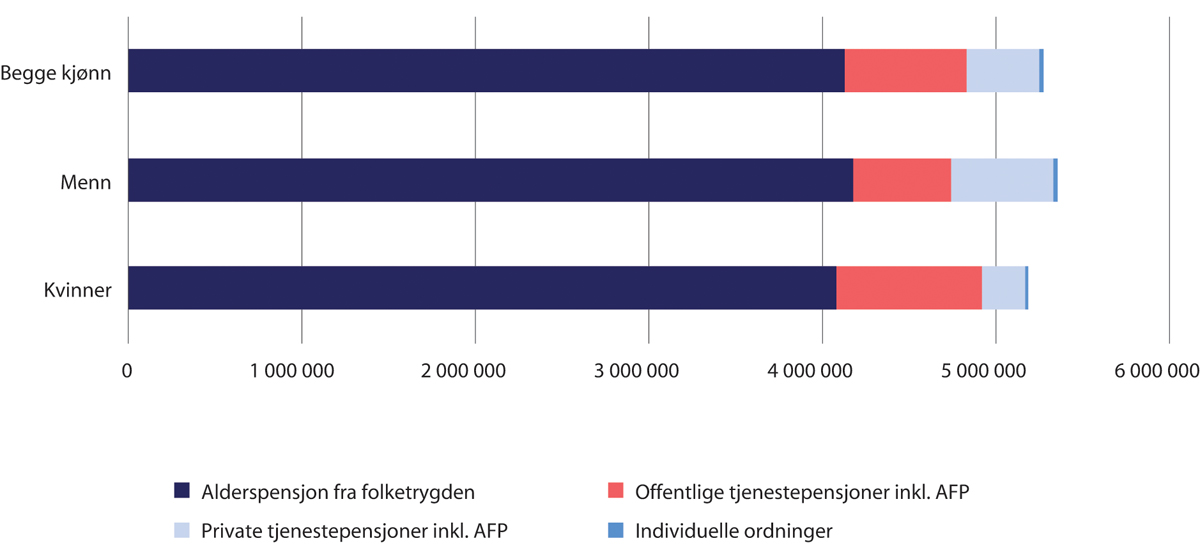 Begge kjønn
Menn
Kvinner
0 1 000 000 2 000 000 3 000 000 4 000 000 5 000 000 6 000 000
Alderspensjon fra folketrygden Offentlige tjenestepensjoner inkl. AFP
Private tjenestepensjoner inkl. AFP Individuelle ordninger